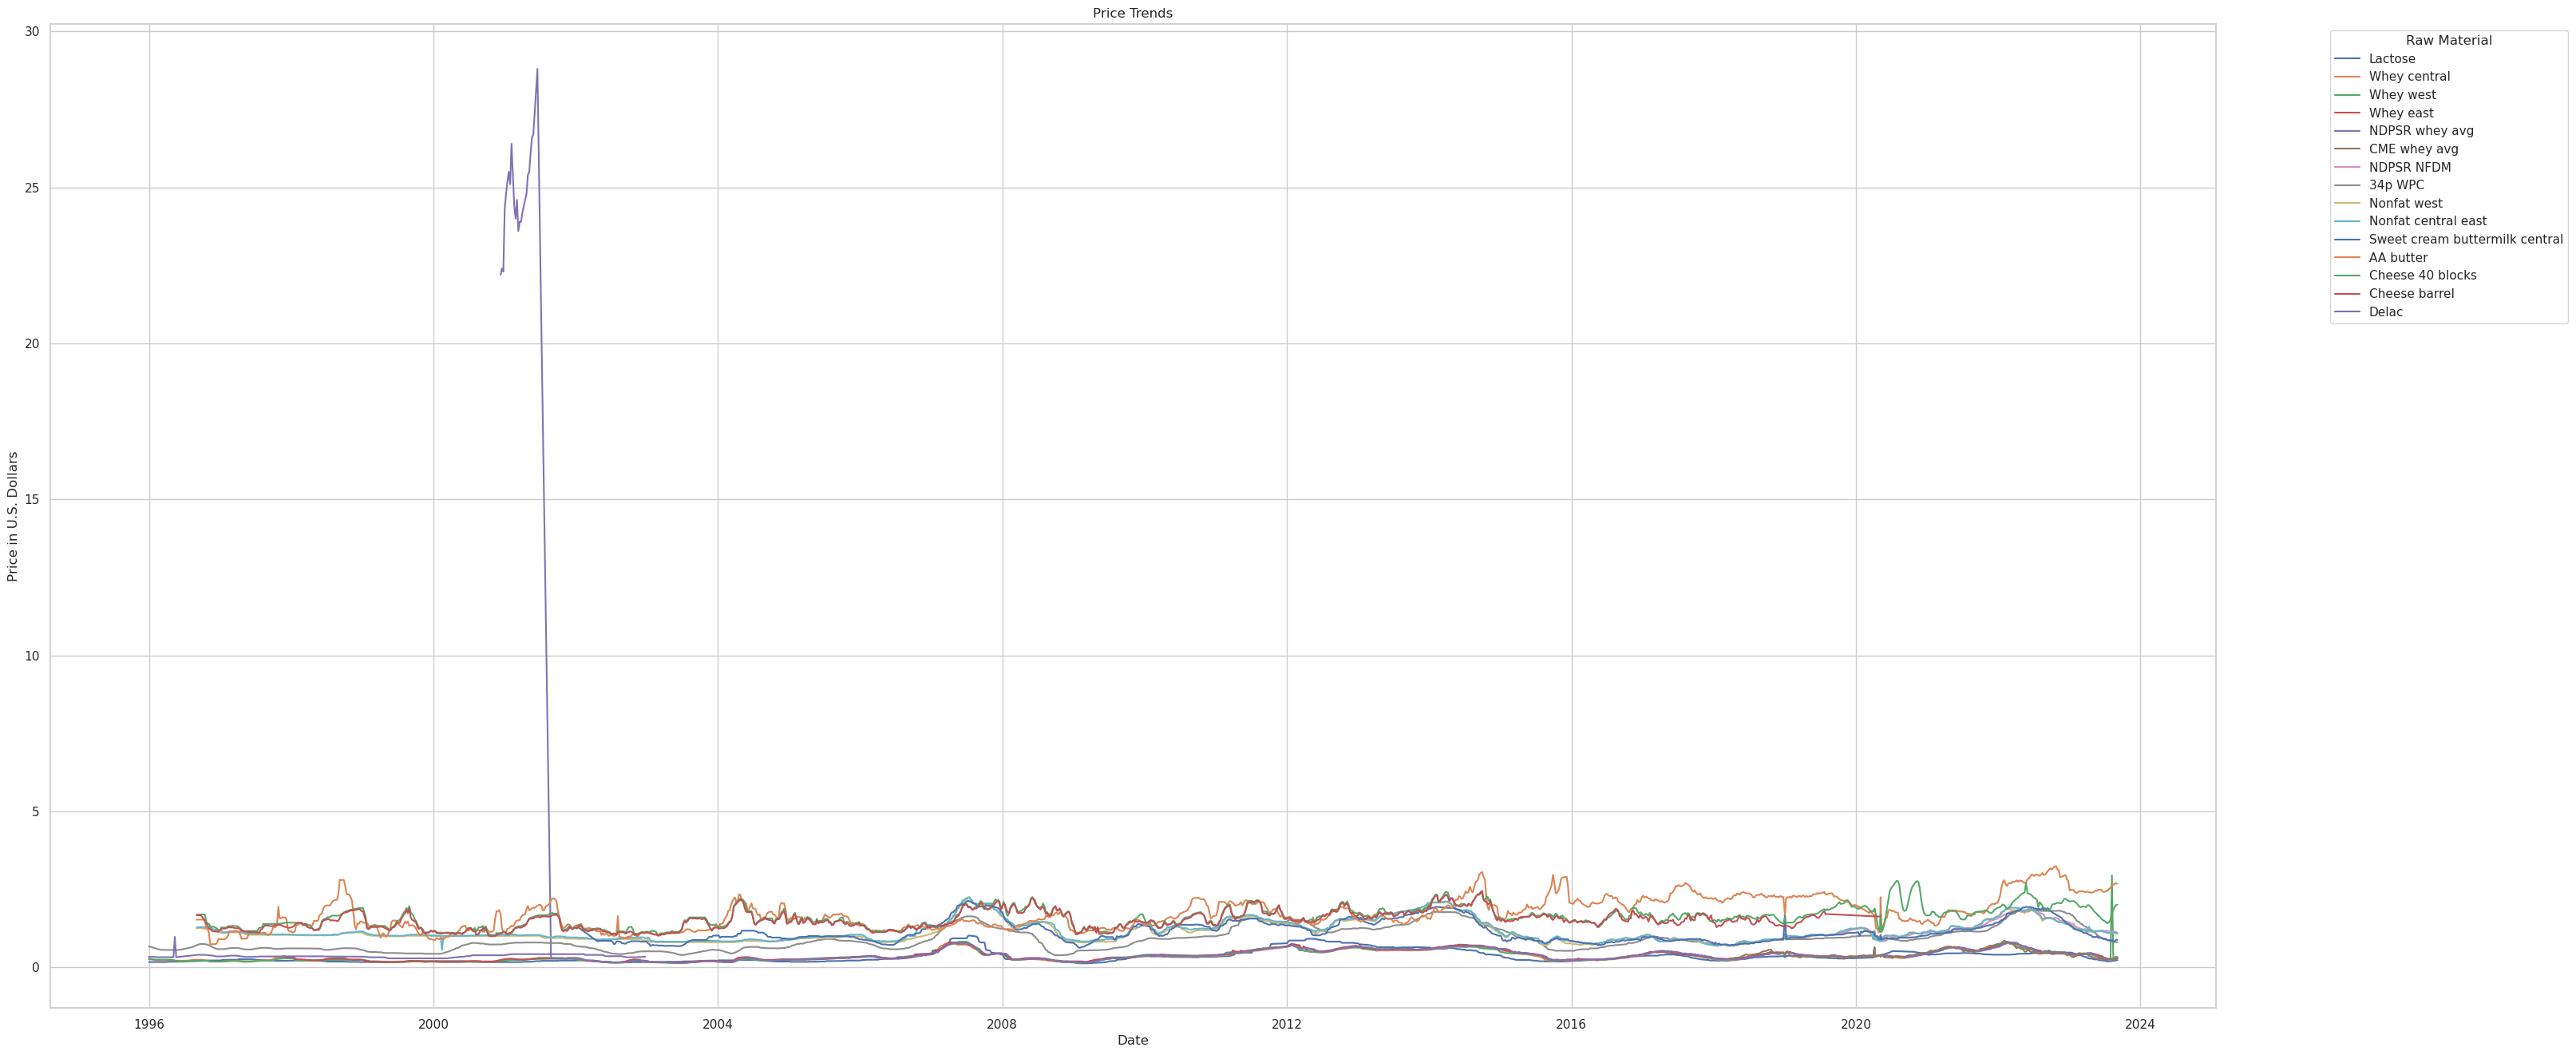 Price Trends
30
25
20
15
10
5
0
Price in U.S. Dollars
1996
2000
2004
2008
2012
2016
2020
2024
Date
Raw Material
Lactose
Whey central
Whey west
Whey east
NDPSR whey avg
CME whey avg
NDPSR NFDM
34p WPC
Nonfat west
Nonfat central east
Sweet cream buttermilk central
AA butter
Cheese 40 blocks
Cheese barrel
Delac